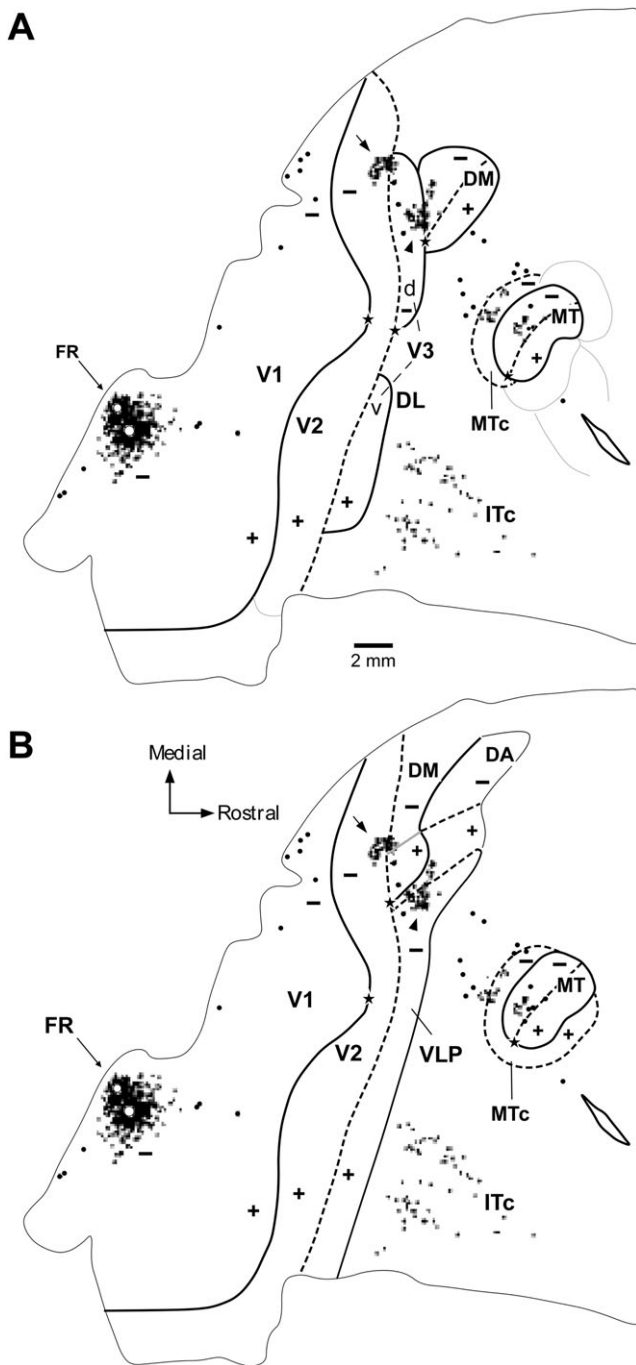 A
DM
+
d
FR
V1
V3
MT
+
V2
v
DL
MTc
+
+
+
ITc
2 mm
B
Medial
Rostral
DM
DA
+
+
V1
MT
FR
V2
VLP
+
+
MTc
+
+
+
ITc